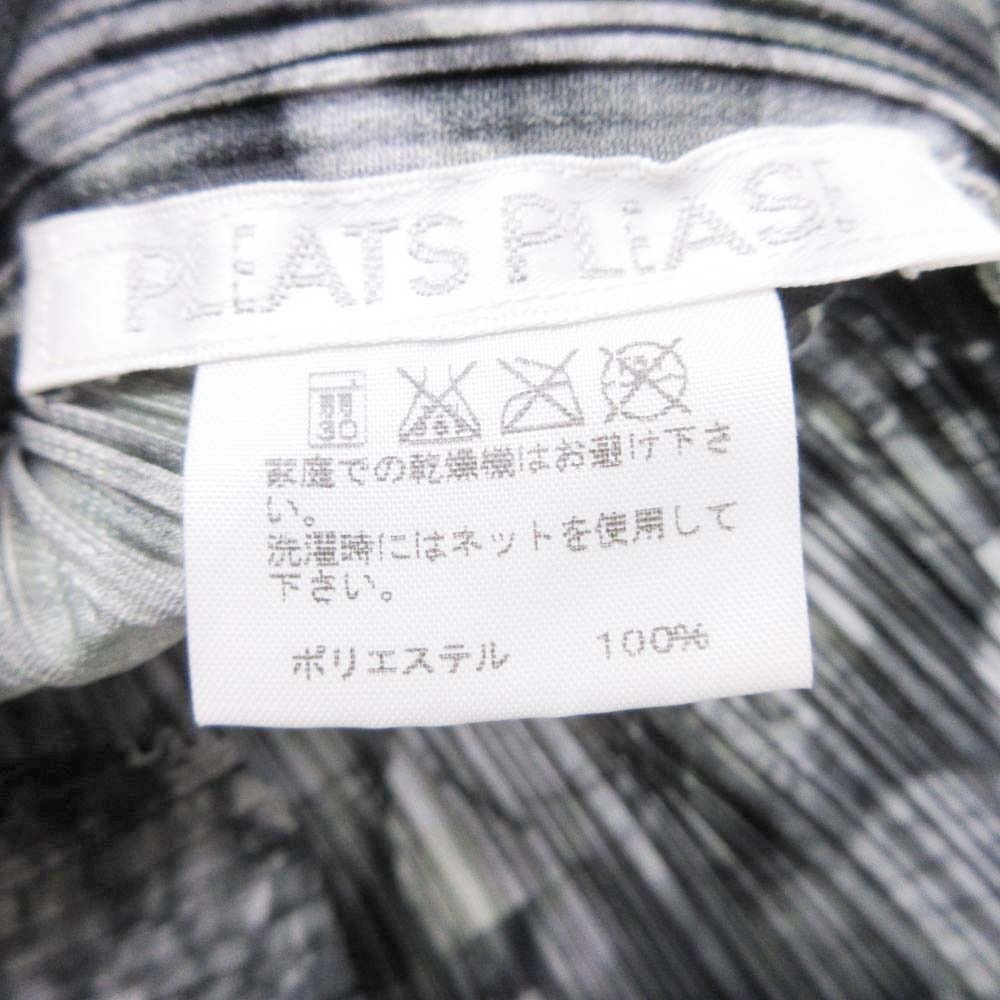 PLEATS PLEASE
家庭での乾燥機はお避け下さ
い。
洗濯時にはネットを使用して
下さい。
ポリエステル 100%